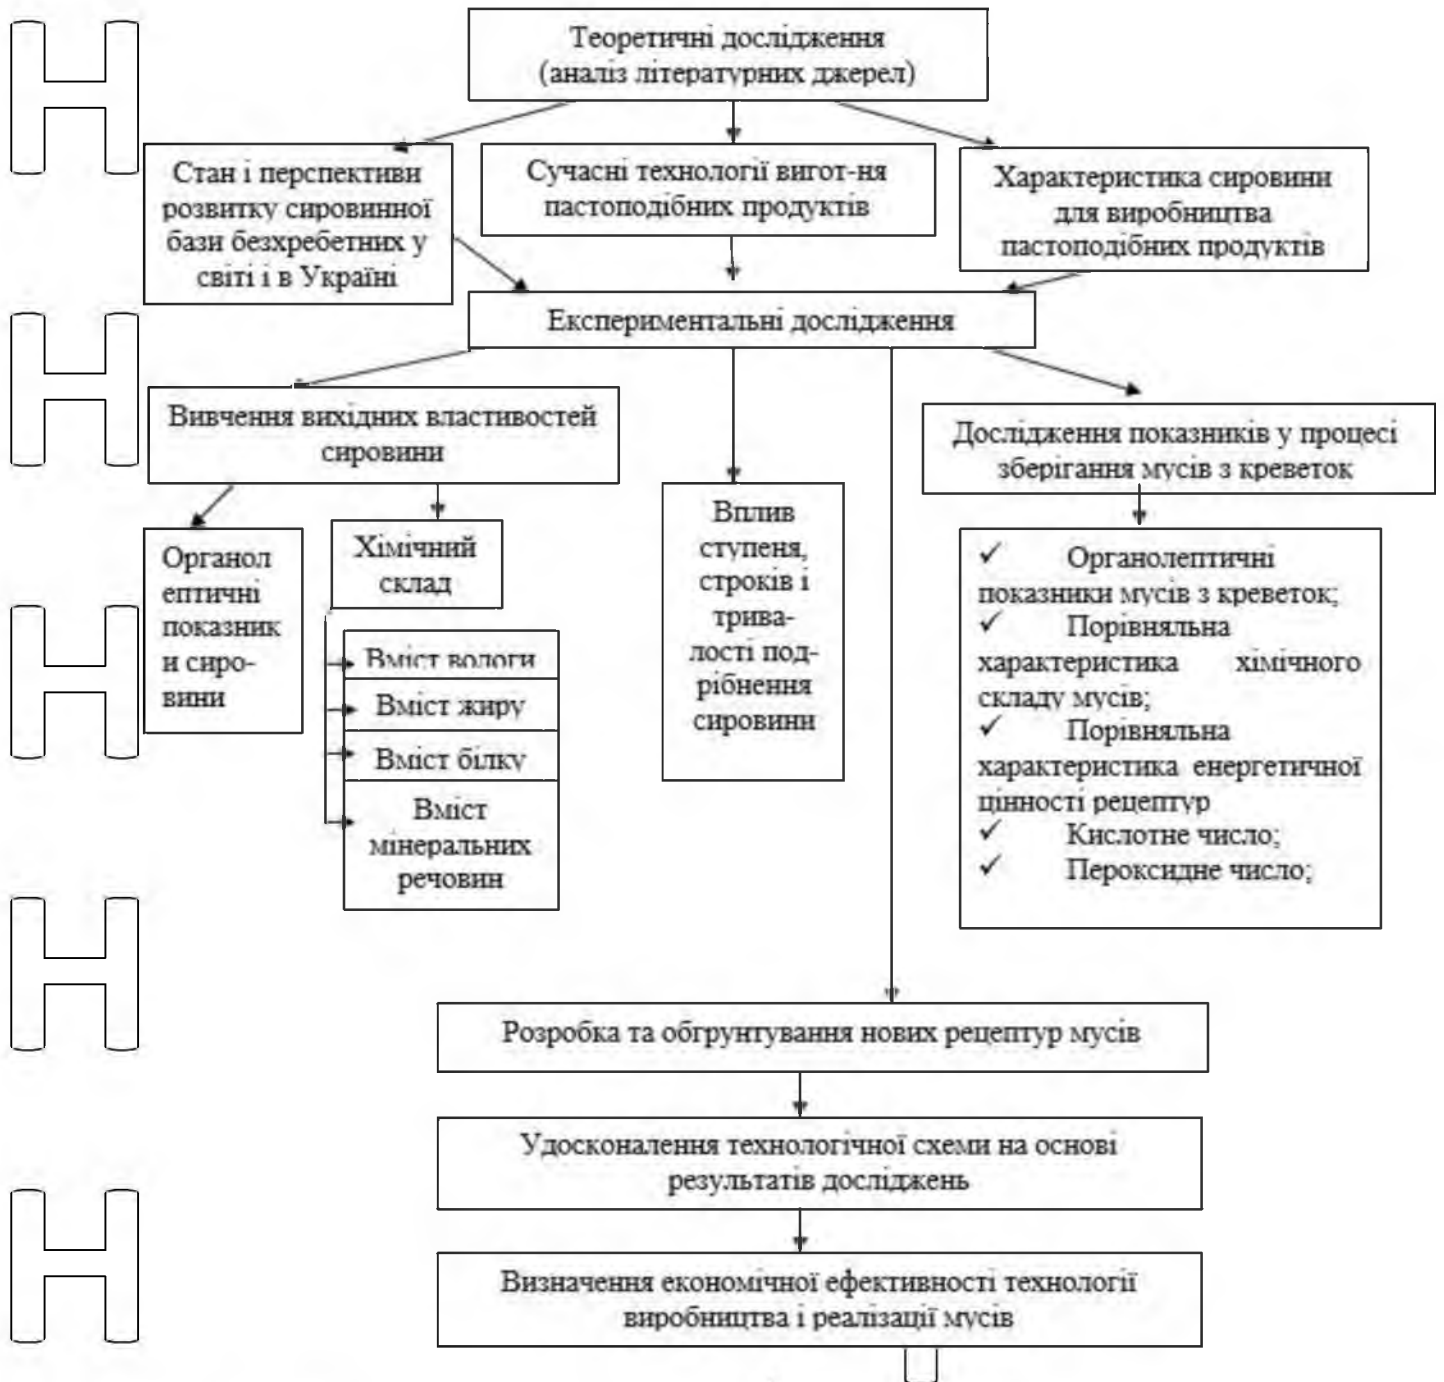 Теоретичні дослідження
(аналіз літературних джерел)
Стан і перспективи
розвитку сировинної
бази безхребетних у
світі і в Україні
Сучасні технології вигот-ня
пастоподібних продуктів
Характеристика сировини
для виробництва
пастоподібних продуктів
Експериментальні дослідження
Вивчення вихідних властивостей
сировини
Дослідження показників у процесі
зберігання мусів з креветок
Органол
ептичні
показник
и сиро-
вини
Хімічний
склад
Вміст вологи
Вміст жиру
Вміст білку
Вміст
мінеральних
речовин
Вплив
ступеня,
строків і
трива-
лості под-
рібнення
сировини
✓ Органолептичні
показники мусів з креветок;
✓ Порівняльна
характеристика хімічного
складу мусів;
✓ Порівняльна
характеристика енергетичної
цінності рецептур
✓ Кислотне число;
✓ Пероксидне число;
Розробка та обгрунтування нових рецептур мусів
Удосконалення технологічної схеми на основі
результатів досліджень
Визначення економічної ефективності технології
виробництва і реалізації мусів
Н
Н
Н
Н
Н